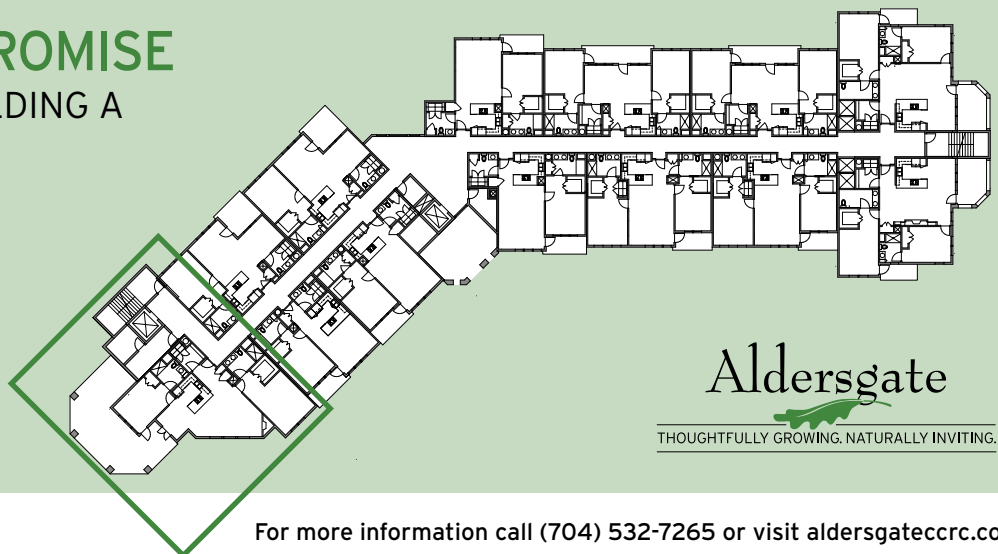 ROMISE
LDING A
Aldersgate
THOUGHTFULLY GROWING. NATURALLY INVITING.
For more information call (704) 532-7265 or visit aldersgateccrc.co